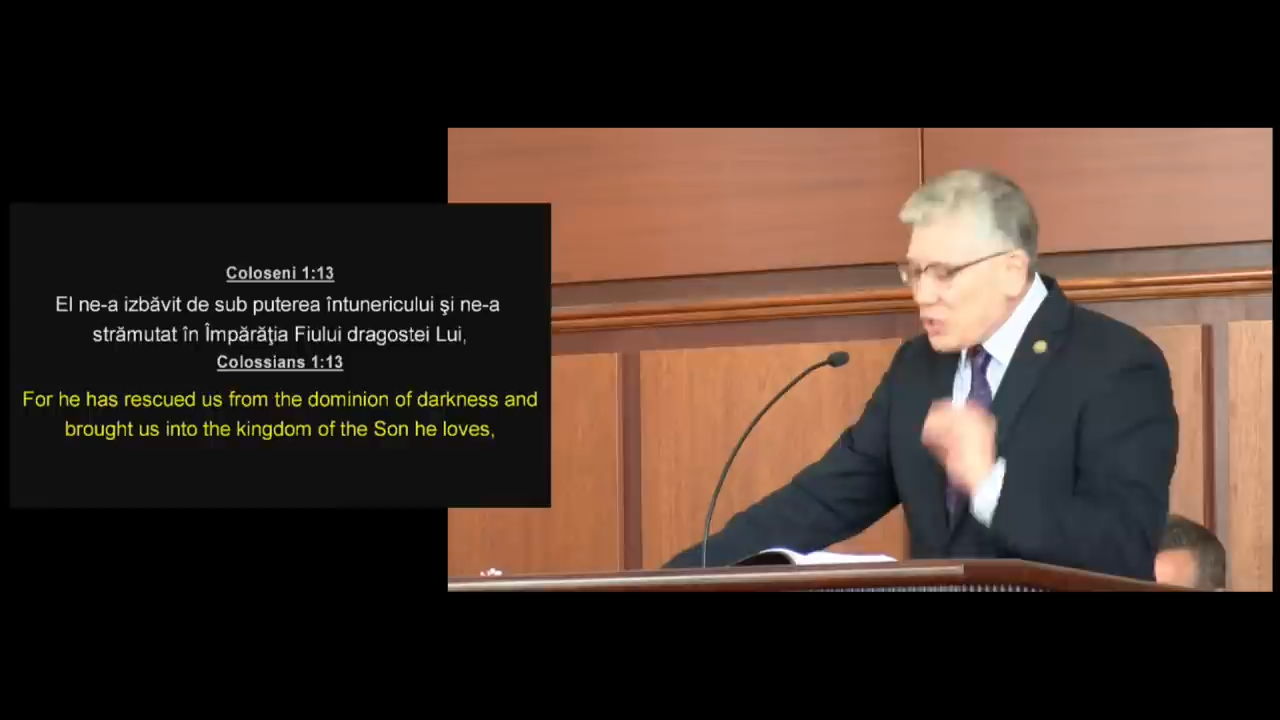 Coloseni 1:13
El ne-a izbăvit de sub puterea întunericului şi ne-a
strămutat în Împărăţia Fiului dragostei Lui,
Colossians 1:13
For he has rescued us from the dominion of darkness and
brought us into the kingdom of the Son he loves,